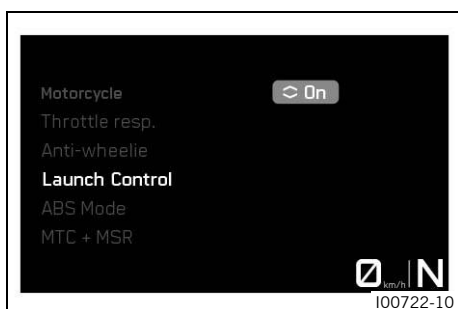 Motorcycle
On
Throttle resp.
Anti-wheelie
Launch Control
ABS Mode
MTC + MSR
0 km/h N
I00722-10